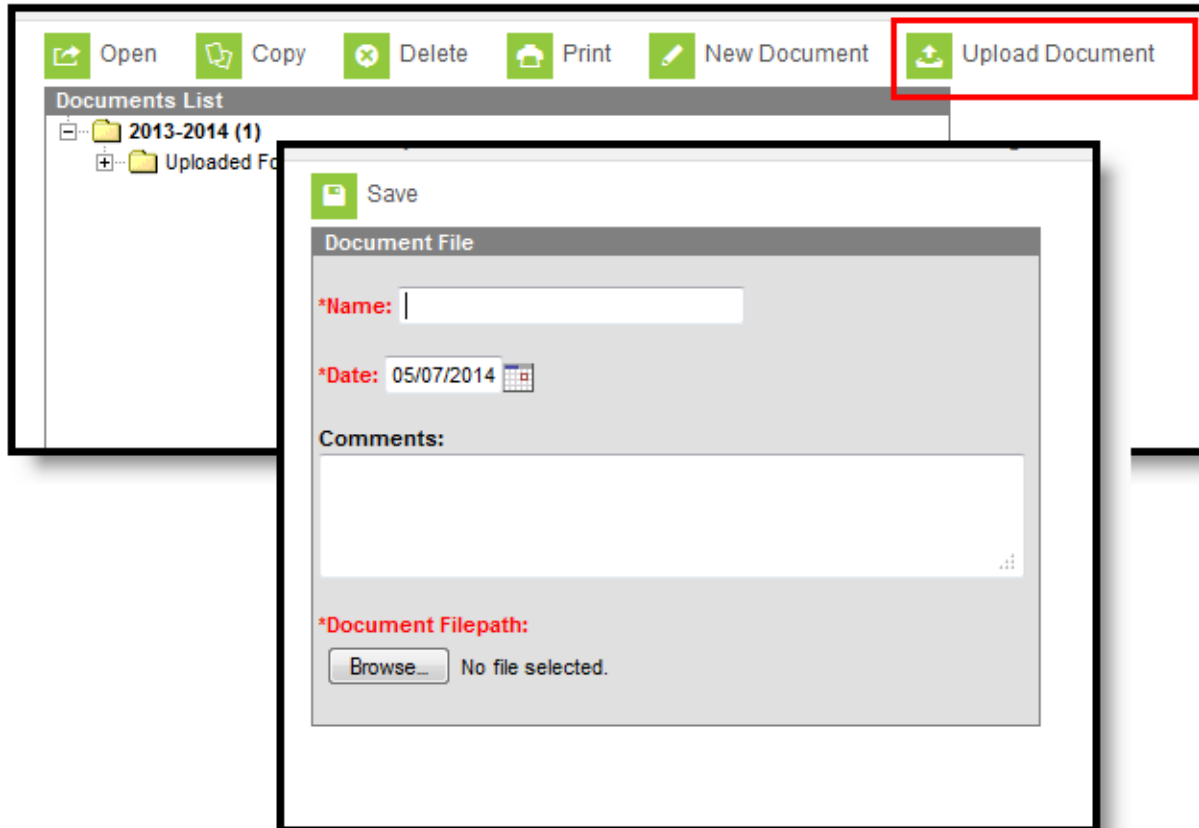 Open Copy Delete Print New Document Upload Document
Documents List
2013-2014 (1)
Uploaded
Save
Document File
*Name:
*Date: 05/07/2014
Comments:
*Document Filepath:
Browse... No file selected.